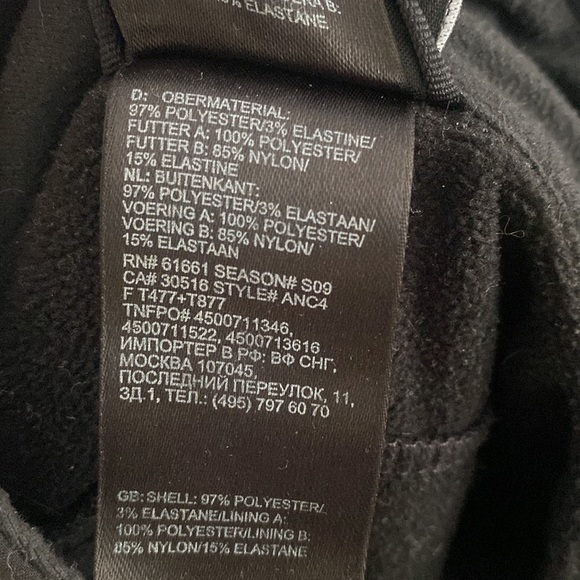 % ELASTANE
D: OBERMATERIAL:
97% POLYESTER/3% ELASTINE/
FUTTER A: 100% POLYESTER/
FUTTER B: 85% NYLON/
15% ELASTINE
NL: BUITENKANT:
97% POLYESTER/3% ELASTAAN/
VOERING A: 100% POLYESTER/
VOERING B: 85% NYLON/
15% ELASTAAN
RN# 61661 SEASON# S09
CA# 30516 STYLE# ANC4
F T477+T877
TNFPO# 4500711346,
4500711522, 4500713616
ИМПОРТЕР В РФ: ВФ СНГ,
МОСКВА 107045,
ПОСЛЕДНИЙ ПЕРЕУЛОК, 11,
ЗД.1, ТЕЛ.: (495) 797 60 70
GB: SHELL: 97% POLYESTER/
3% ELASTANE/LINING A:
100% POLYESTER/LINING B:
85% NYLON/15% ELASTANE